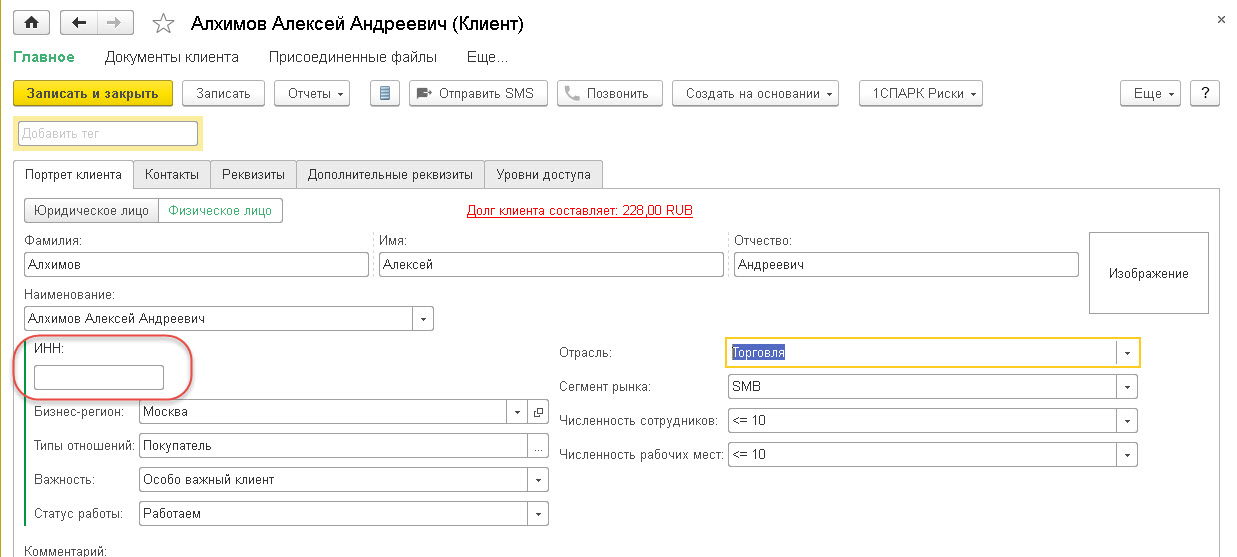 Алхимов Алексей Андреевич (Клиент)
Главное Документы клиента Присоединенные файлы Еще...
Записать и закрыть Записать Отчеты Отправить SMS Позвонить Создать на основании 1СПАРК Риски Еще ?
Добавить тег
Портрет клиента Контакты Реквизиты Дополнительные реквизиты Уровни доступа
Юридическое лицо Физическое лицо Долг клиента составляет: 228,00 RUB
Фамилия: Имя: Отчество:
Алхимов Алексей Андреевич Изображение
Наименование:
Алхимов Алексей Андреевич
ИНН:
Отрасль: Торговля
Сегмент рынка: SMB
Бизнес-регион: Москва Численность сотрудников: <= 10
Типы отношений: Покупатель ... Численность рабочих мест: <= 10
Важность: Особо важный клиент
Статус работы: Работаем
Комментарий: